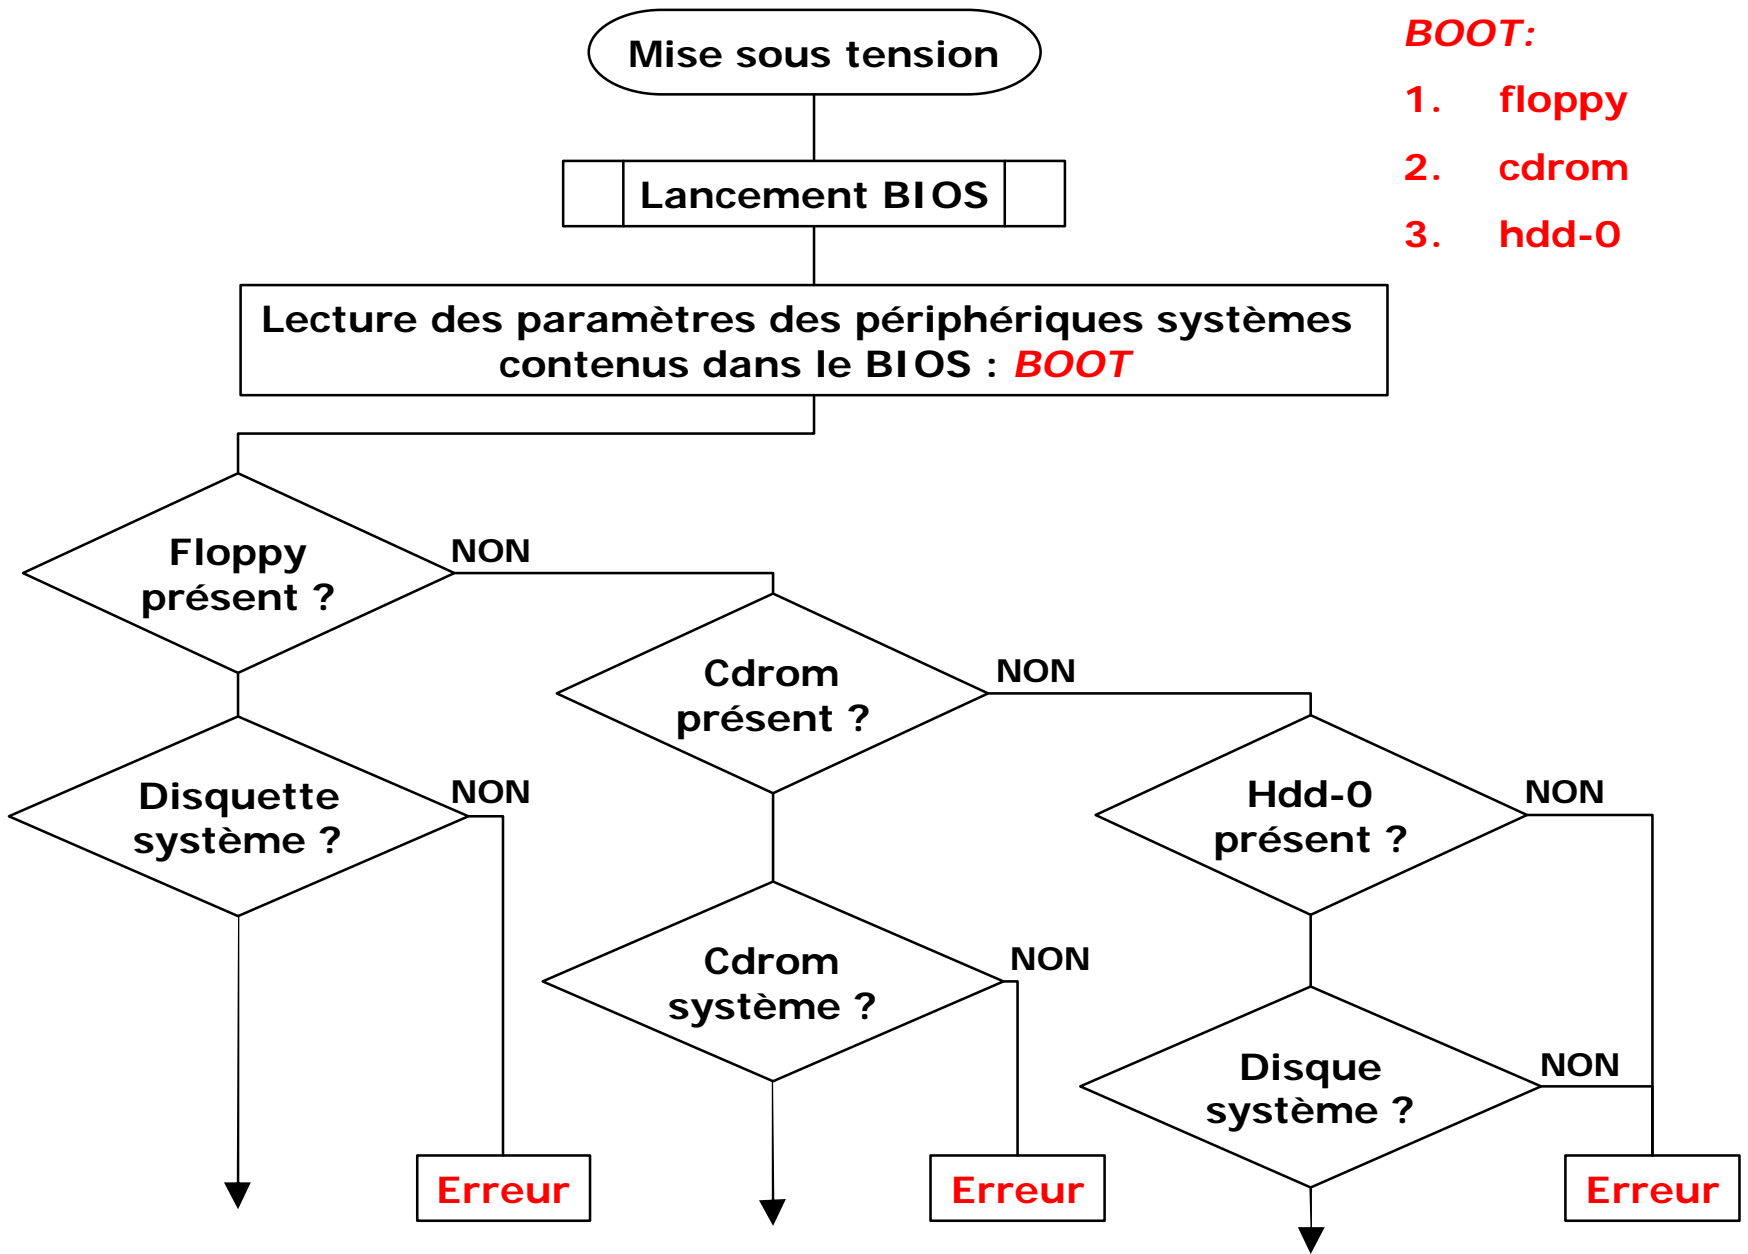 Mise sous tension
BOOT:
1. floppy
2. cdrom
3. hdd-0
Lancement BIOS
Lecture des paramètres des périphériques systèmes
contenus dans le BIOS : BOOT
Floppy
présent ?
NON
Cdrom
présent ?
NON
Disquette
système ?
NON
Hdd-0
présent ?
NON
Cdrom
système ?
NON
Disque
système ?
NON
Erreur
Erreur
Erreur